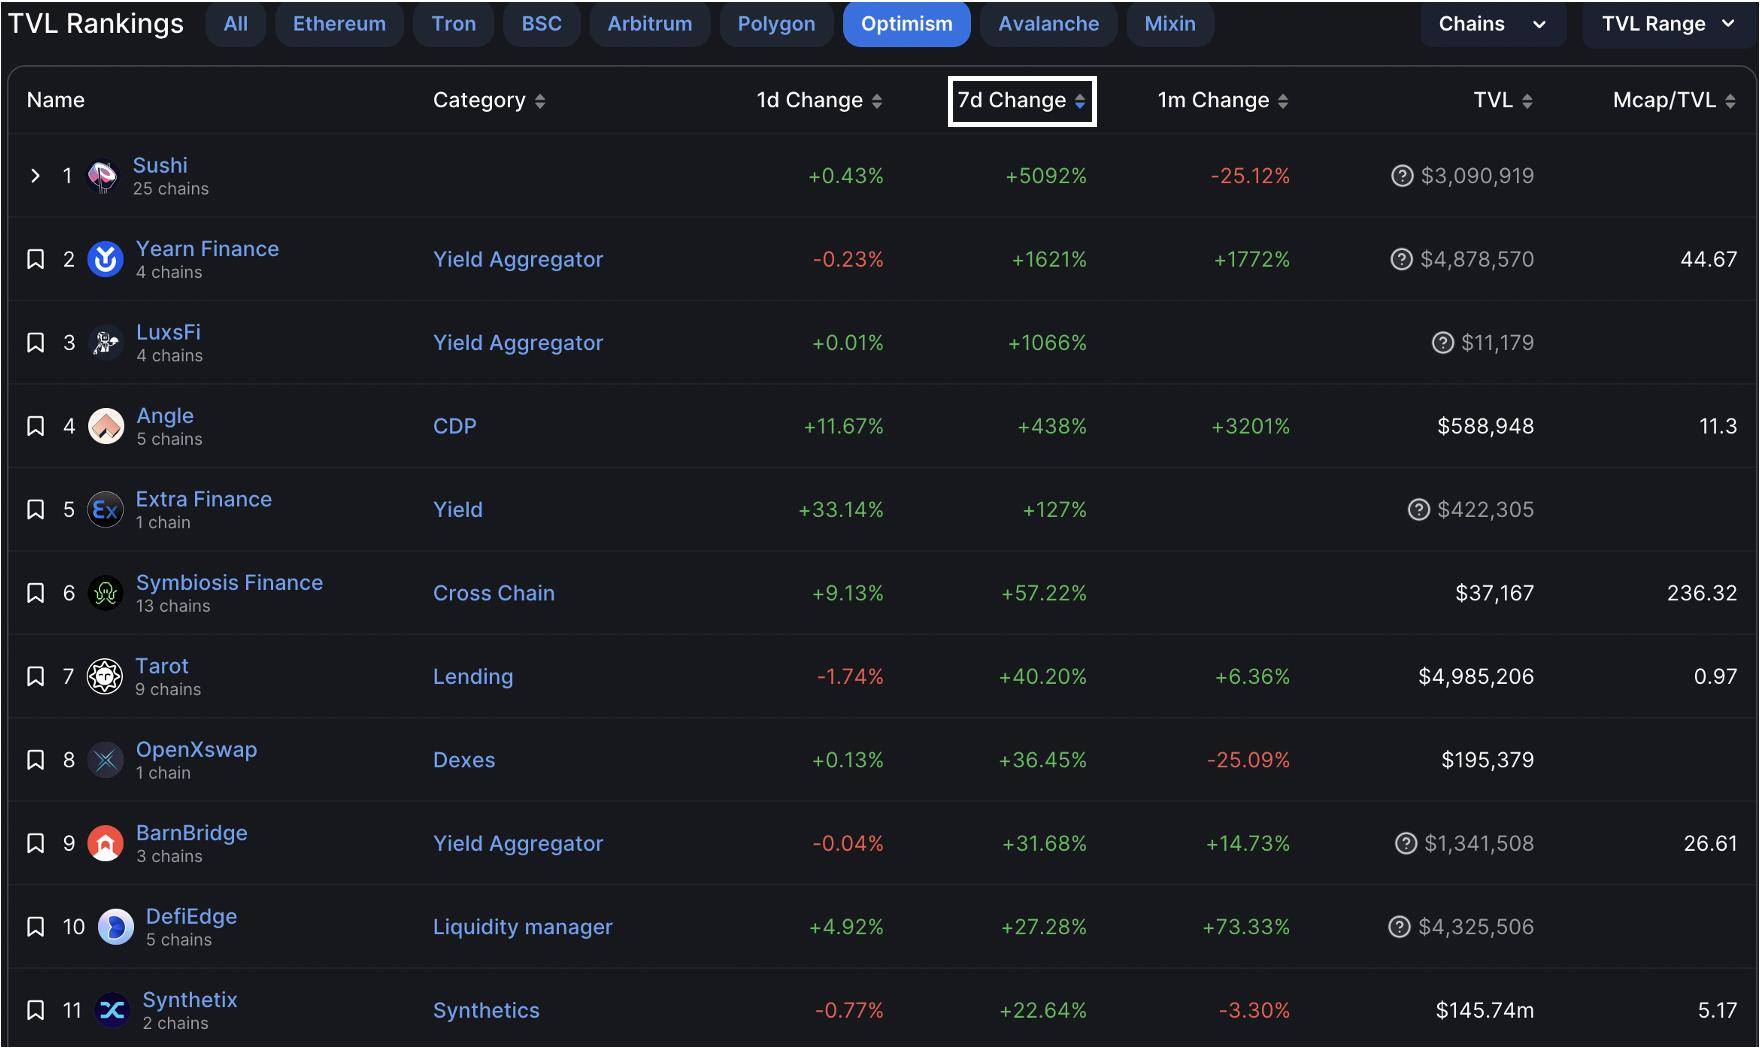 TVL Rankings All Ethereum Tron BSC Arbitrum Polygon Optimism Avalanche Mixin Chains TVL Range
Name Category 1d Change 7d Change 1m Change TVL Mcap/TVL
1 Sushi +0.43% +5092% -25.12% ? $3,090,919
25 chains
2 Yearn Finance Yield Aggregator -0.23% +1621% +1772% ? $4,878,570 44.67
4 chains
3 LuxsFi Yield Aggregator +0.01% +1066% ? $11,179
4 chains
4 Angle CDP +11.67% +438% +3201% $588,948 11.3
5 chains
5 Ex Extra Finance Yield +33.14% +127% ? $422,305
1 chain
6 Symbiosis Finance Cross Chain +9.13% +57.22% $37,167 236.32
13 chains
7 Tarot Lending -1.74% +40.20% +6.36% $4,985,206 0.97
9 chains
8 OpenXswap Dexes +0.13% +36.45% -25.09% $195,379
1 chain
9 BarnBridge Yield Aggregator -0.04% +31.68% +14.73% ? $1,341,508 26.61
3 chains
10 DefiEdge Liquidity manager +4.92% +27.28% +73.33% ? $4,325,506
5 chains
11 Synthetix Synthetics -0.77% +22.64% -3.30% $145.74m 5.17
2 chains